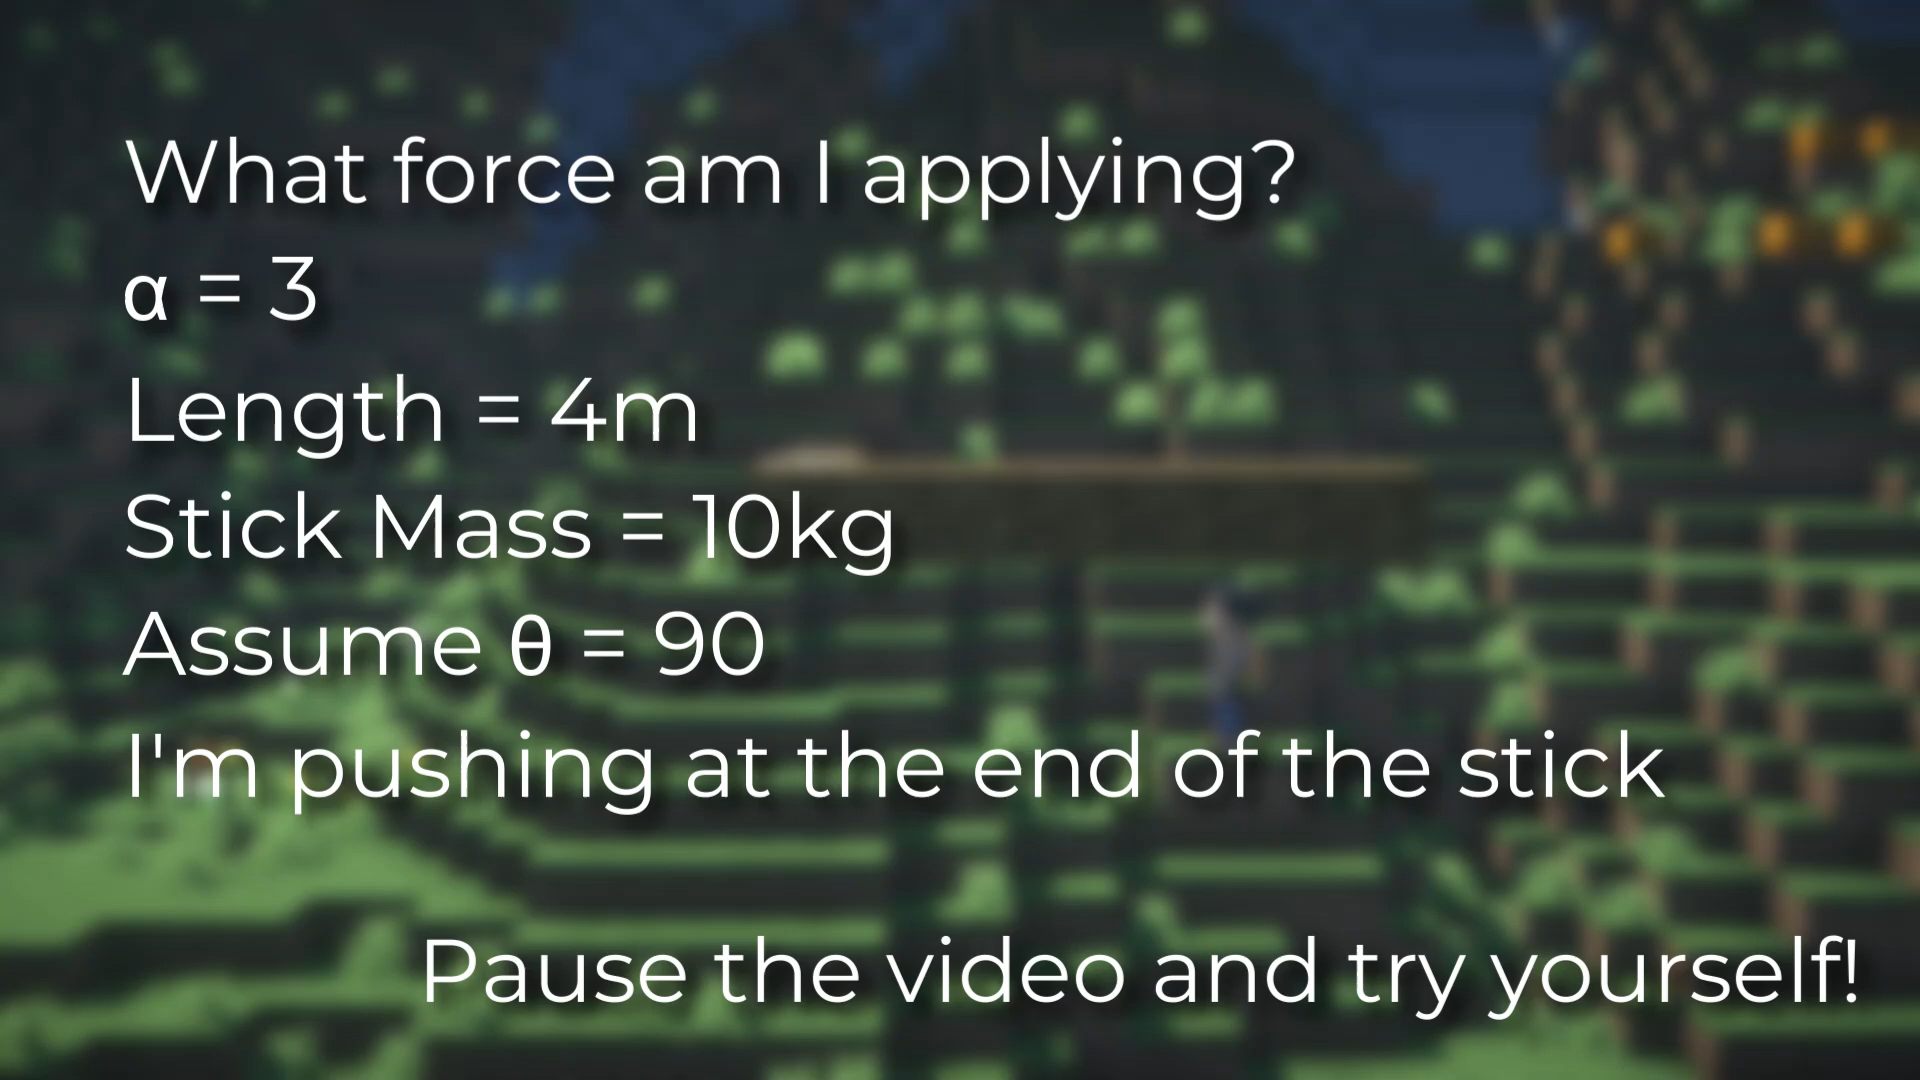 What force am I applying?
α = 3
Length = 4m
Stick Mass = 10kg
Assume θ = 90
I'm pushing at the end of the stick
Pause the video and try yourself!